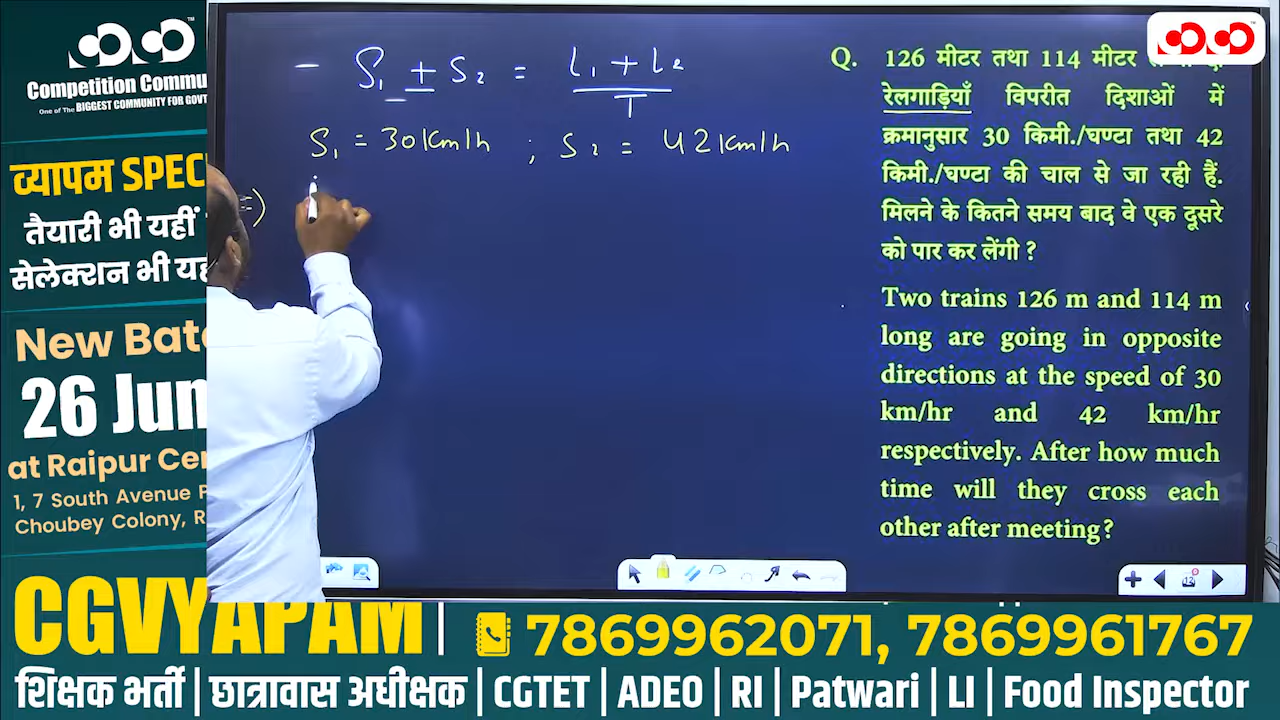 Competition Commu
One of The BIGGEST COMMUNITY FOR GOVT
व्यापम SPEC
तैयारी भी यहीं
सेलेक्शन भी यह
New Batc
26 Jun
at Raipur Cen
1, 7 South Avenue P
Choubey Colony, R
- S₁ ± S₂ = l₁ + l₂ / T
S₁ = 30 km/h ; S₂ = 42 km/h
=)
Q. 126 मीटर तथा 114 मीटर
रेलगाड़ियाँ विपरीत दिशाओं में
क्रमानुसार 30 किमी./घण्टा तथा 42
किमी./घण्टा की चाल से जा रही हैं.
मिलने के कितने समय बाद वे एक दूसरे
को पार कर लेंगी ?
Two trains 126 m and 114 m
long are going in opposite
directions at the speed of 30
km/hr and 42 km/hr
respectively. After how much
time will they cross each
other after meeting?
CGVYAPAM
7869962071, 7869961767
शिक्षक भर्ती | छात्रावास अधीक्षक | CGTET | ADEO | RI | Patwari | LI | Food Inspector